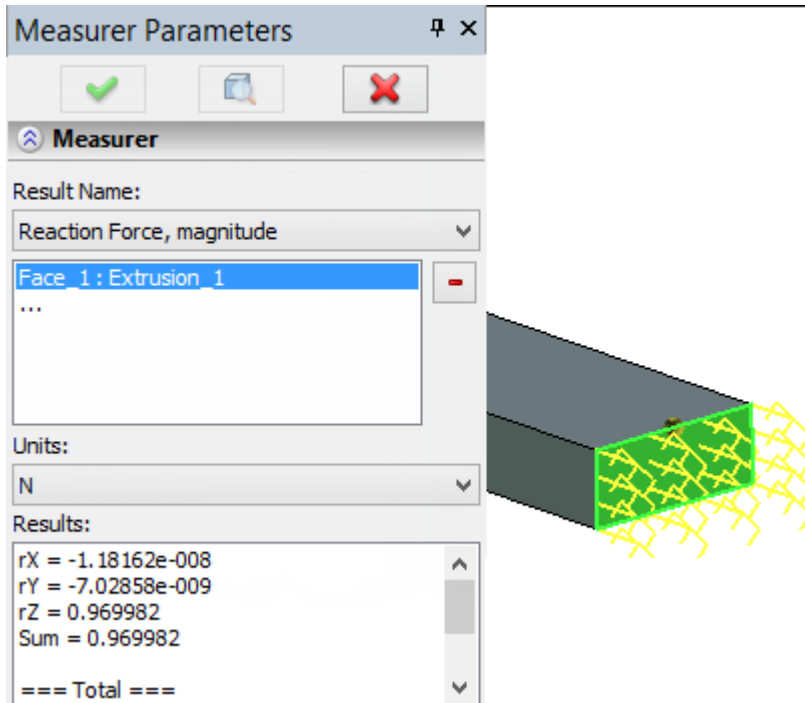 Measurer Parameters
Measurer
Result Name:
Reaction Force, magnitude
Face_1 : Extrusion_1
...
Units:
N
Results:
rX = -1.18162e-008
rY = -7.02858e-009
rZ = 0.969982
Sum = 0.969982
=== Total ===